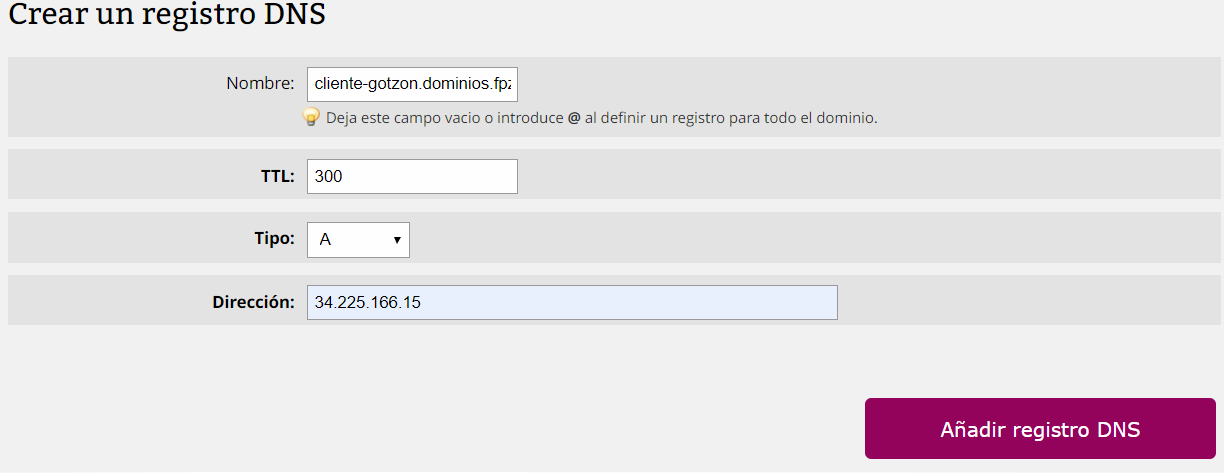 Crear un registro DNS
Nombre: cliente-gotzon.dominios.fpz
Deja este campo vacio o introduce @ al definir un registro para todo el dominio.
TTL: 300
Tipo: A
Dirección: 34.225.166.15
Añadir registro DNS